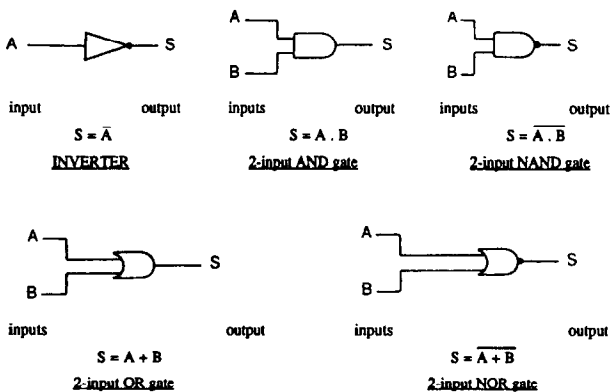 A S
A
B S
A
B S
input output inputs output inputs output
S = A̅ S = A . B S = A̅ ̅.̅ ̅B̅
INVERTER 2-input AND gate 2-input NAND gate
A
B S
A
B S
inputs output inputs output
S = A + B S = A̅ ̅+̅ ̅B̅
2-input OR gate 2-input NOR gate